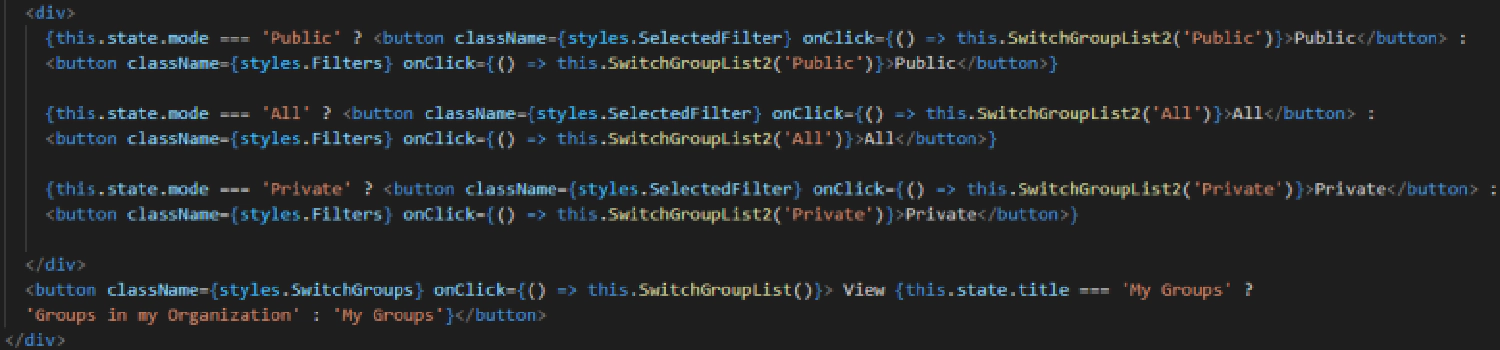 <div>
{this.state.mode === 'Public' ? <button className={styles.SelectedFilter} onClick={() => this.SwitchGroupList2('Public')}>Public</button> :
<button className={styles.Filters} onClick={() => this.SwitchGroupList2('Public')}>Public</button>}
{this.state.mode === 'All' ? <button className={styles.SelectedFilter} onClick={() => this.SwitchGroupList2('All')}>All</button> :
<button className={styles.Filters} onClick={() => this.SwitchGroupList2('All')}>All</button>}
{this.state.mode === 'Private' ? <button className={styles.SelectedFilter} onClick={() => this.SwitchGroupList2('Private')}>Private</button> :
<button className={styles.Filters} onClick={() => this.SwitchGroupList2('Private')}>Private</button>}
</div>
<button className={styles.SwitchGroups} onClick={() => this.SwitchGroupList()}> View {this.state.title === 'My Groups' ?
'Groups in my Organization' : 'My Groups'}</button>
</div>